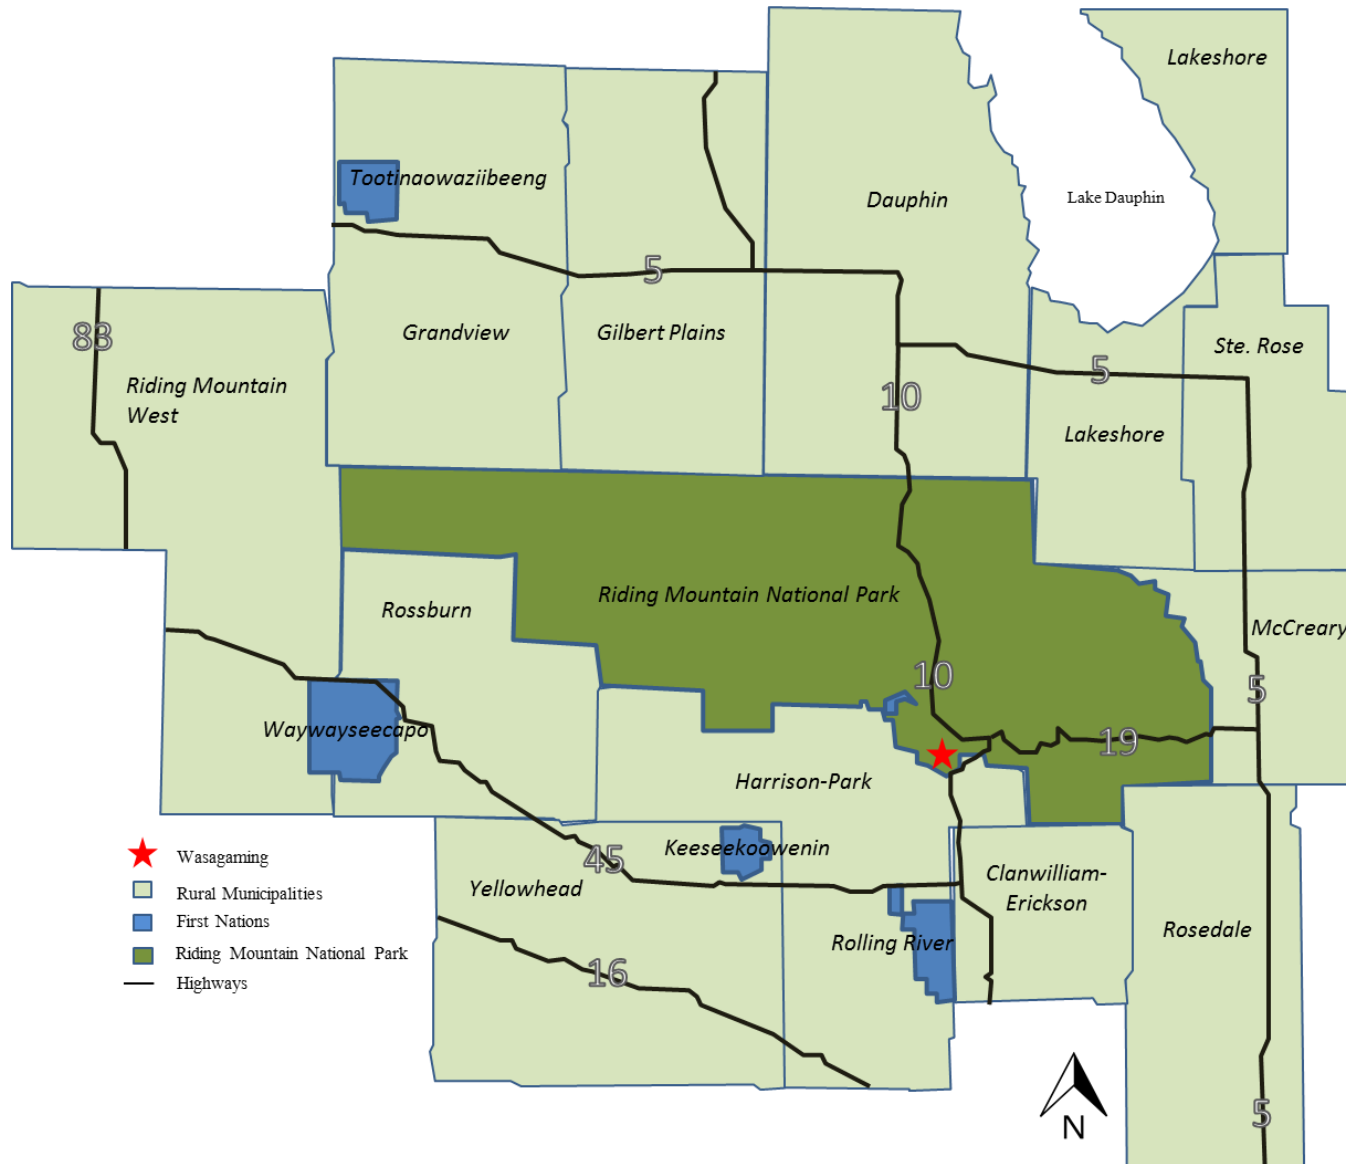 Lakeshore
Tootinaowaziibeeng
Dauphin
Lake Dauphin
5
83
Grandview
Gilbert Plains
Ste. Rose
Riding Mountain
West
5
10
Lakeshore
Riding Mountain National Park
Rossburn
McCreary
10
5
Waywayseecapo
19
Harrison-Park
Keeseekoowenin
45
Yellowhead
Clanwilliam-
Erickson
Rolling River
Rosedale
16
Wasagaming
Rural Municipalities
First Nations
Riding Mountain National Park
Highways
5
N